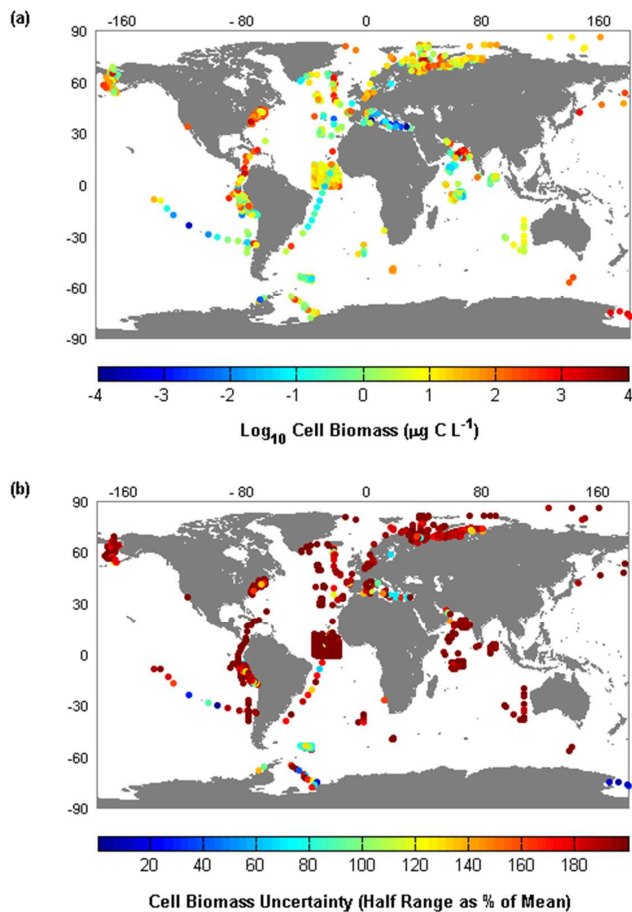 (a)
-160 -80 0 80 160
90
60
30
0
-30
-60
-90
-4 -3 -2 -1 0 1 2 3 4
Log10 Cell Biomass (μg C L-1)
(b)
-160 -80 0 80 160
90
60
30
0
-30
-60
-90
20 40 60 80 100 120 140 160 180
Cell Biomass Uncertainty (Half Range as % of Mean)